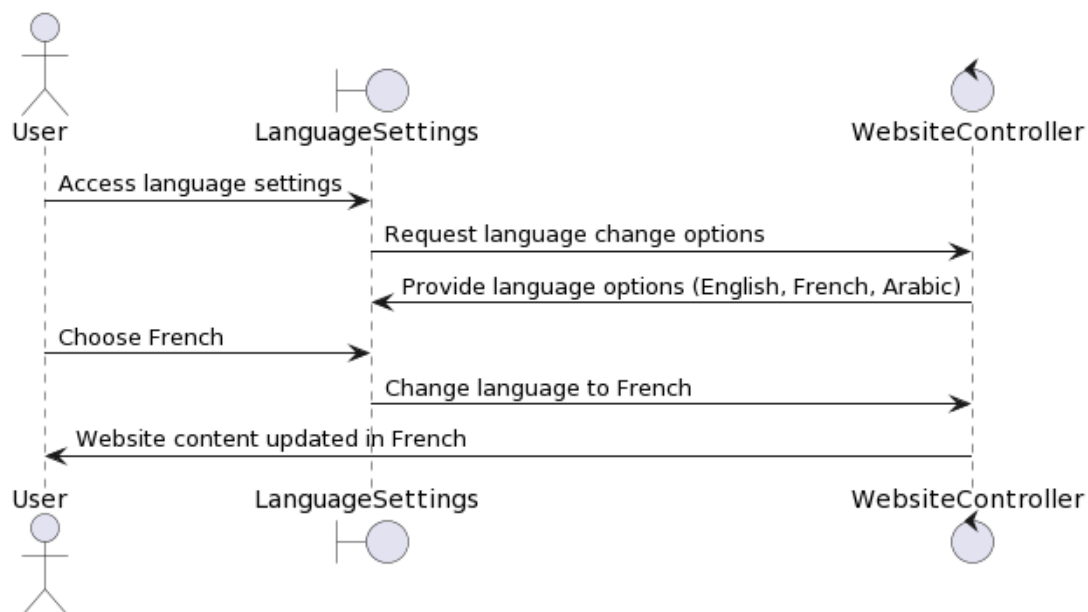 User
LanguageSettings
WebsiteController
Access language settings
Request language change options
Provide language options (English, French, Arabic)
Choose French
Change language to French
Website content updated in French
User
LanguageSettings
WebsiteController